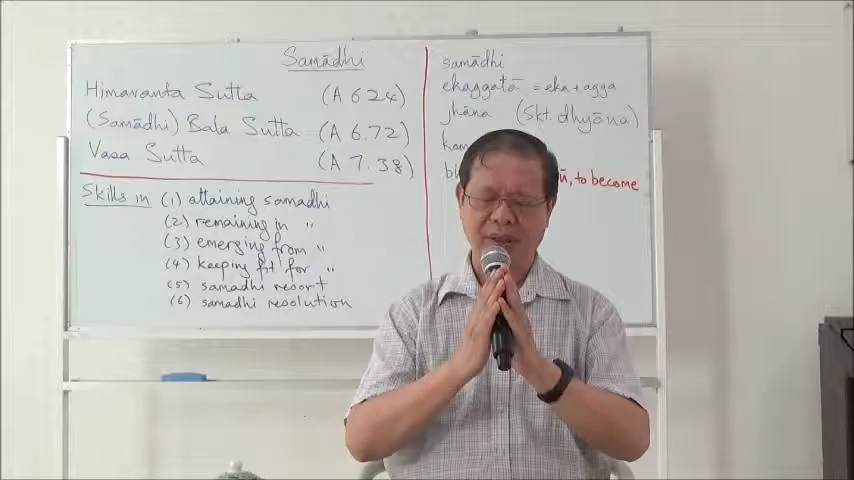 Samādhi
Himavanta Sutta (A 6.24)
(Samādhi) Bala Sutta (A 6.72)
Vasa Sutta (A 7.38)
Skills in (1) attaining samadhi
(2) remaining in "
(3) emerging from "
(4) keeping fit for "
(5) samadhi resort
(6) samadhi resolution
samādhi
ekaggatā = eka + agga
jhāna (Skt. dhyāna)
to become